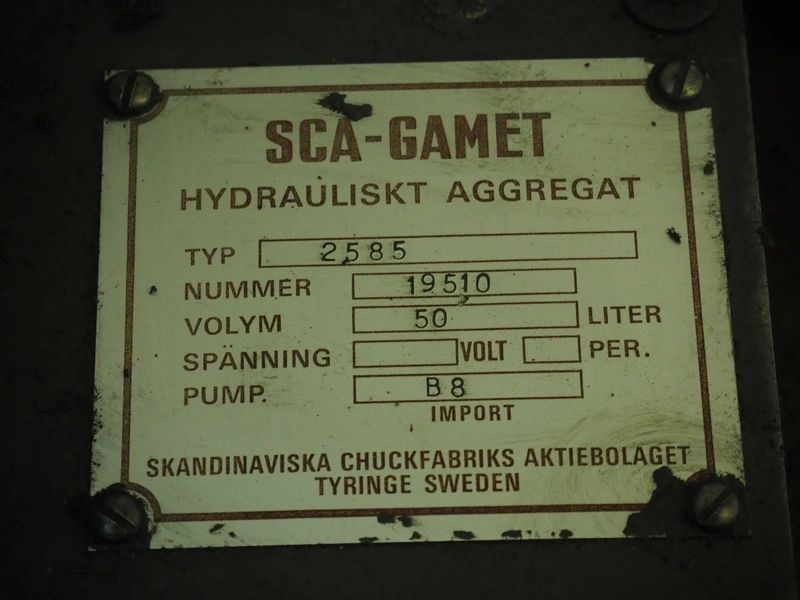 SCA-GAMET
HYDRAULISKT AGGREGAT
TYP 2585
NUMMER 19510
VOLYM 50 LITER
SPÄNNING VOLT PER.
PUMP. B8
IMPORT
SKANDINAVISKA CHUCKFABRIKS AKTIEBOLAGET
TYRINGE SWEDEN